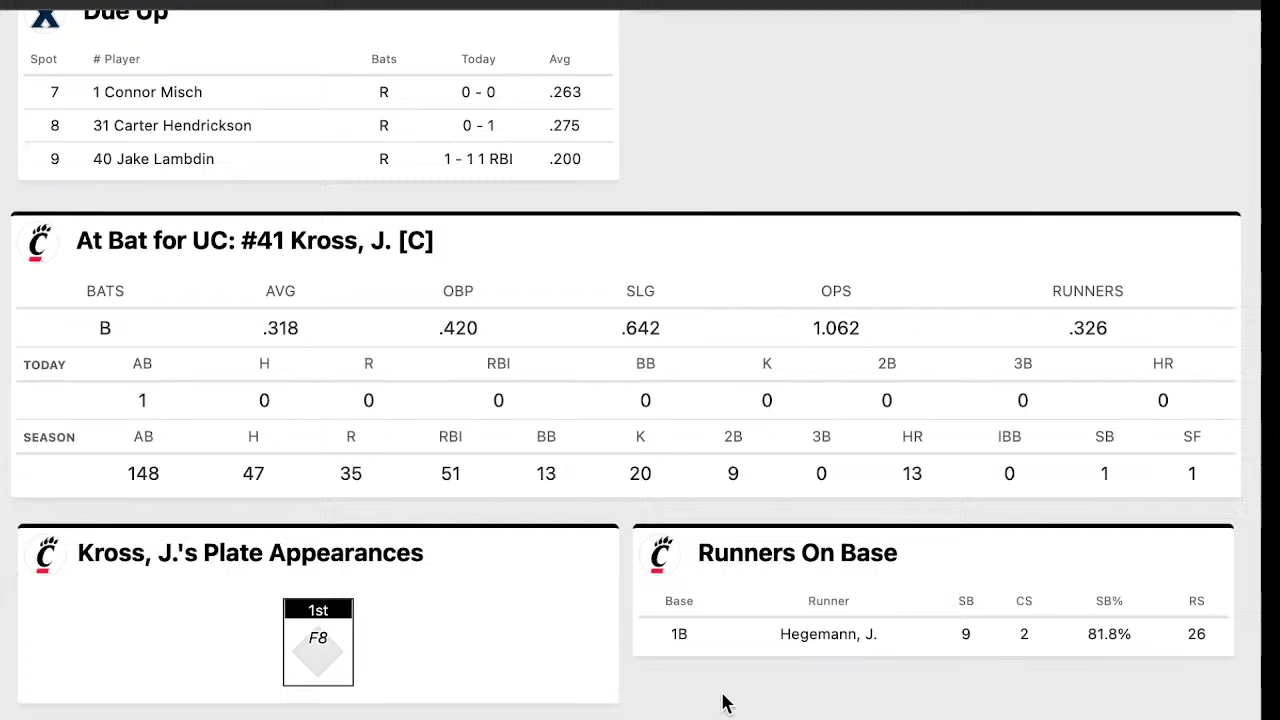 Due Up
Spot # Player Bats Today Avg
7 1 Connor Misch R 0 - 0 .263
8 31 Carter Hendrickson R 0 - 1 .275
9 40 Jake Lambdin R 1 - 1 1 RBI .200
At Bat for UC: #41 Kross, J. [C]
BATS AVG OBP SLG OPS RUNNERS
B .318 .420 .642 1.062 .326
TODAY AB H R RBI BB K 2B 3B HR
1 0 0 0 0 0 0 0 0
SEASON AB H R RBI BB K 2B 3B HR IBB SB SF
148 47 35 51 13 20 9 0 13 0 1 1
Kross, J.'s Plate Appearances
1st
F8
Runners On Base
Base Runner SB CS SB% RS
1B Hegemann, J. 9 2 81.8% 26